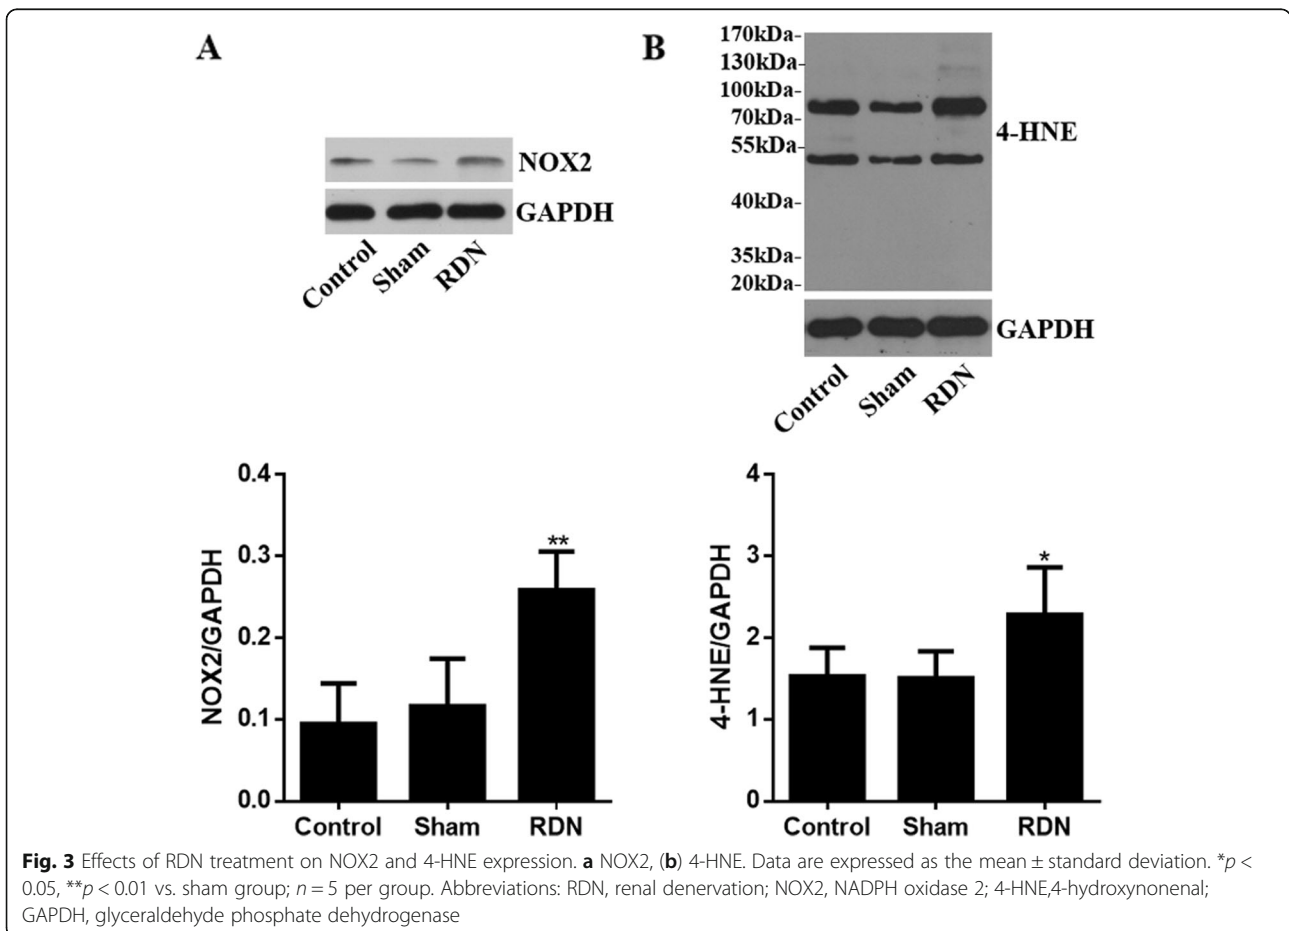 A
NOX2
GAPDH
Control
Sham
RDN
B
170kDa-
130kDa-
100kDa-
70kDa-
55kDa-
40kDa-
35kDa-
20kDa-
4-HNE
GAPDH
Control
Sham
RDN
NOX2/GAPDH
0.4
0.3
0.2
0.1
0.0
**
Control
Sham
RDN
4-HNE/GAPDH
4
3
2
1
0
*
Control
Sham
RDN
Fig. 3 Effects of RDN treatment on NOX2 and 4-HNE expression. a NOX2, (b) 4-HNE. Data are expressed as the mean ± standard deviation. *p <
0.05, **p < 0.01 vs. sham group; n = 5 per group. Abbreviations: RDN, renal denervation; NOX2, NADPH oxidase 2; 4-HNE,4-hydroxynonenal;
GAPDH, glyceraldehyde phosphate dehydrogenase